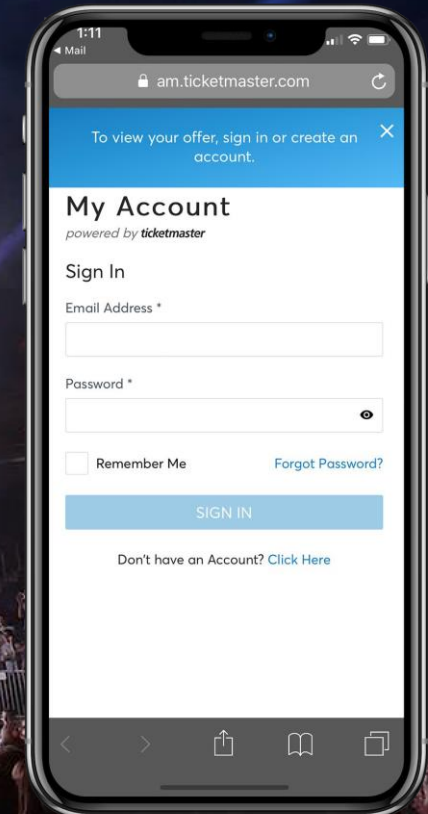 1:11
Mail
am.ticketmaster.com
To view your offer, sign in or create an
account.
My Account
powered by ticketmaster
Sign In
Email Address *
Password *
Remember Me
Forgot Password?
SIGN IN
Don't have an Account? Click Here